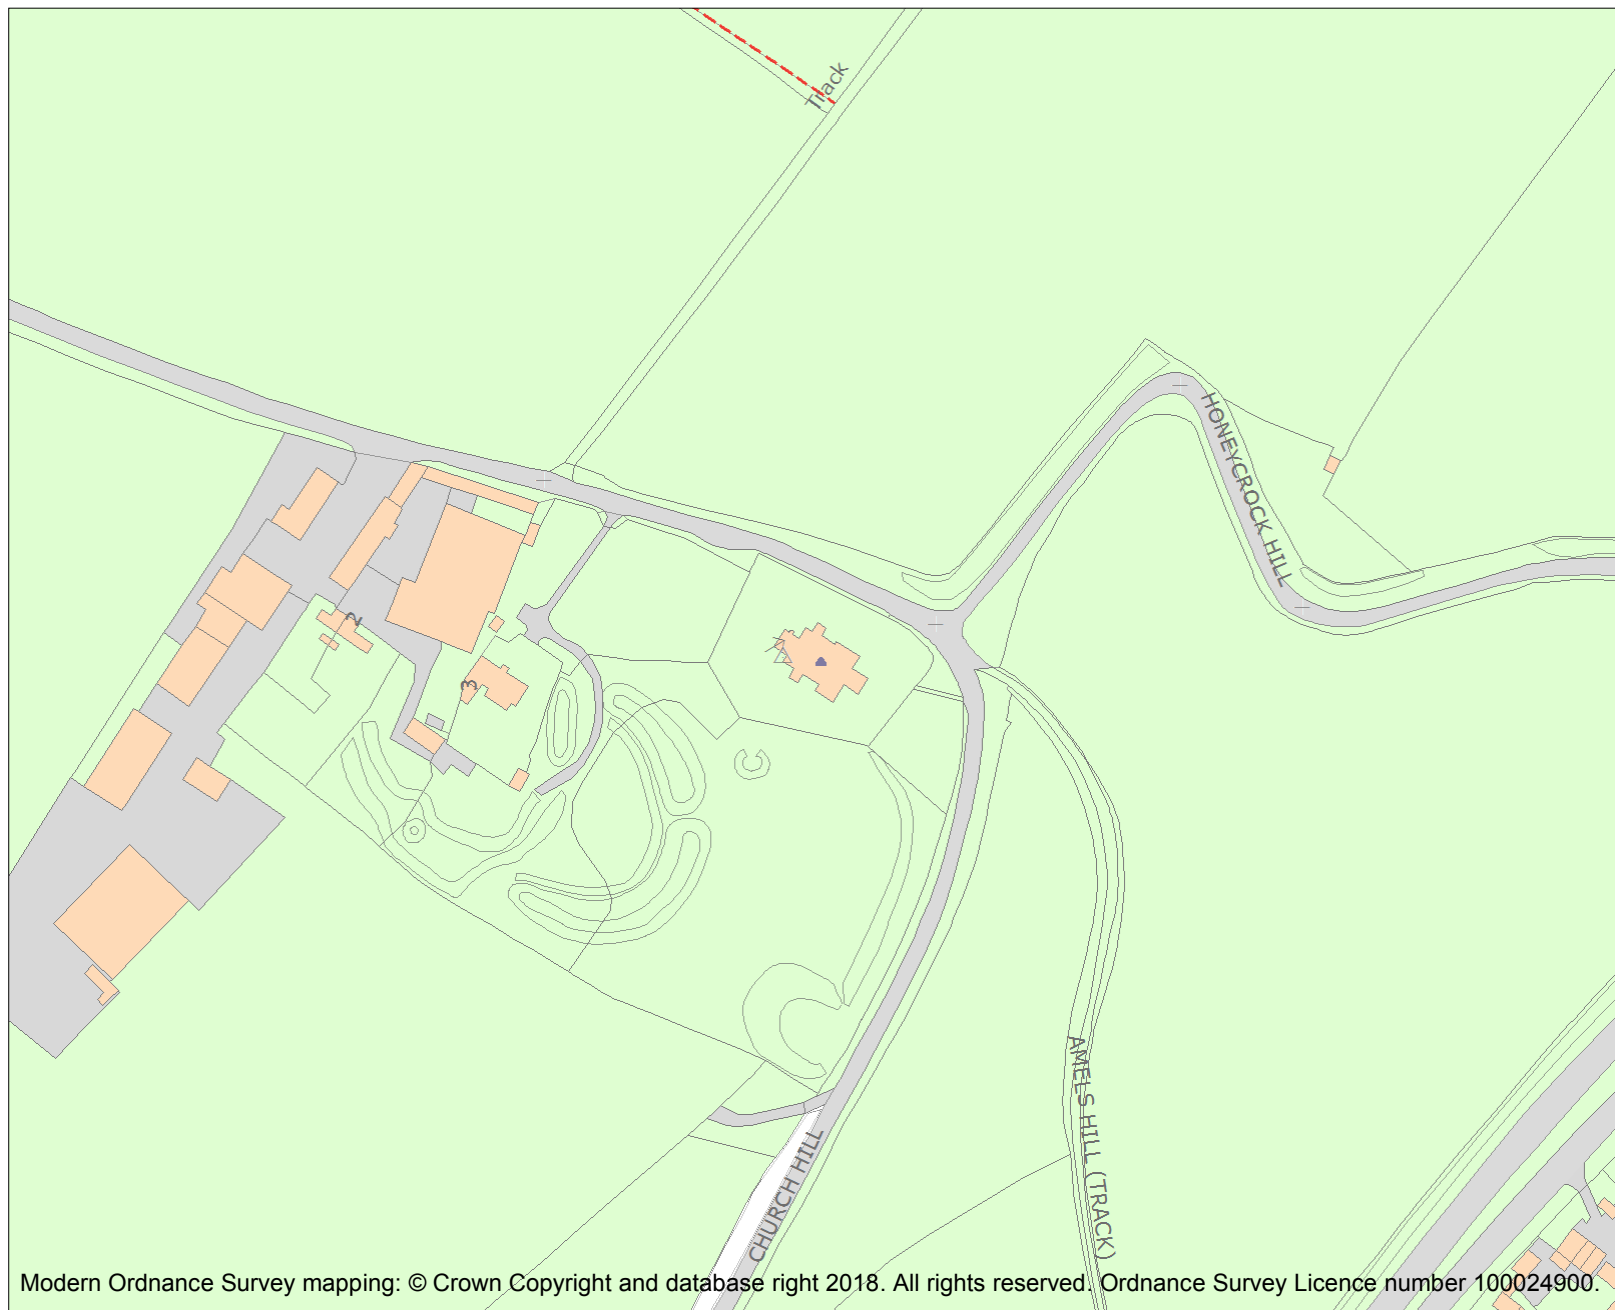 Track
HONEYCROCK HILL
2
3
AMELS HILL (TRACK)
CHURCH HILL
Modern Ordnance Survey mapping: © Crown Copyright and database right 2018. All rights reserved. Ordnance Survey Licence number 100024900.